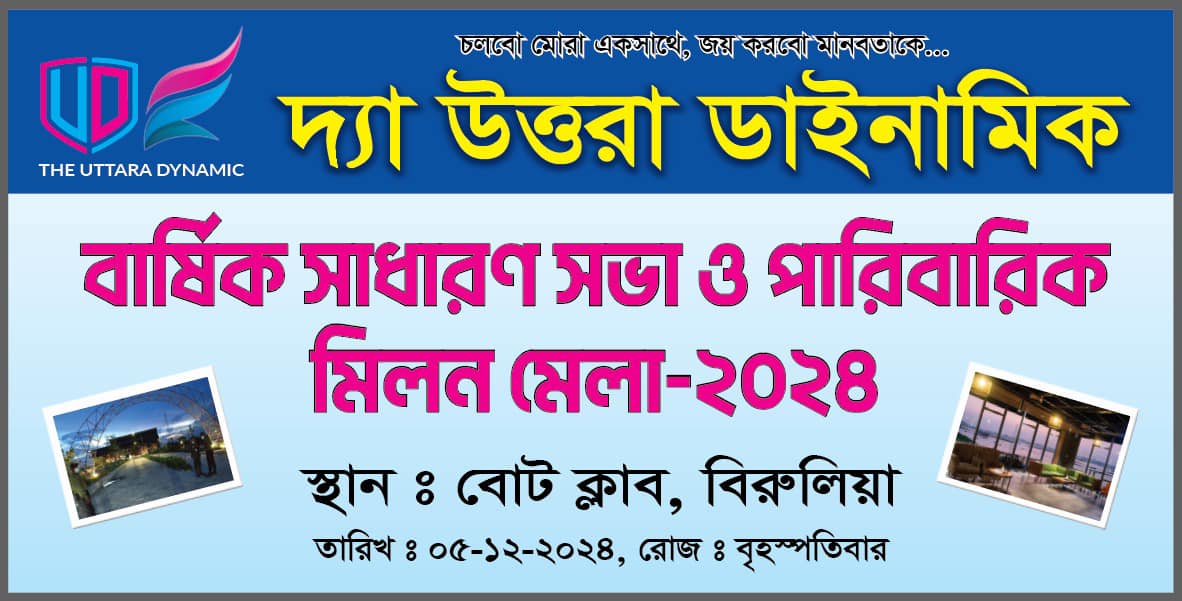 চলবো মোরা একসাথে, জয় করবো মানবতাকে...
দ্যা উত্তরা ডাইনামিক
UD
THE UTTARA DYNAMIC
বার্ষিক সাধারণ সভা ও পারিবারিক
মিলন মেলা-২০২৪
স্থান ঃ বোট ক্লাব, বিরুলিয়া
তারিখ ঃ ০৫-১২-২০২৪, রোজ ঃ বৃহস্পতিবার